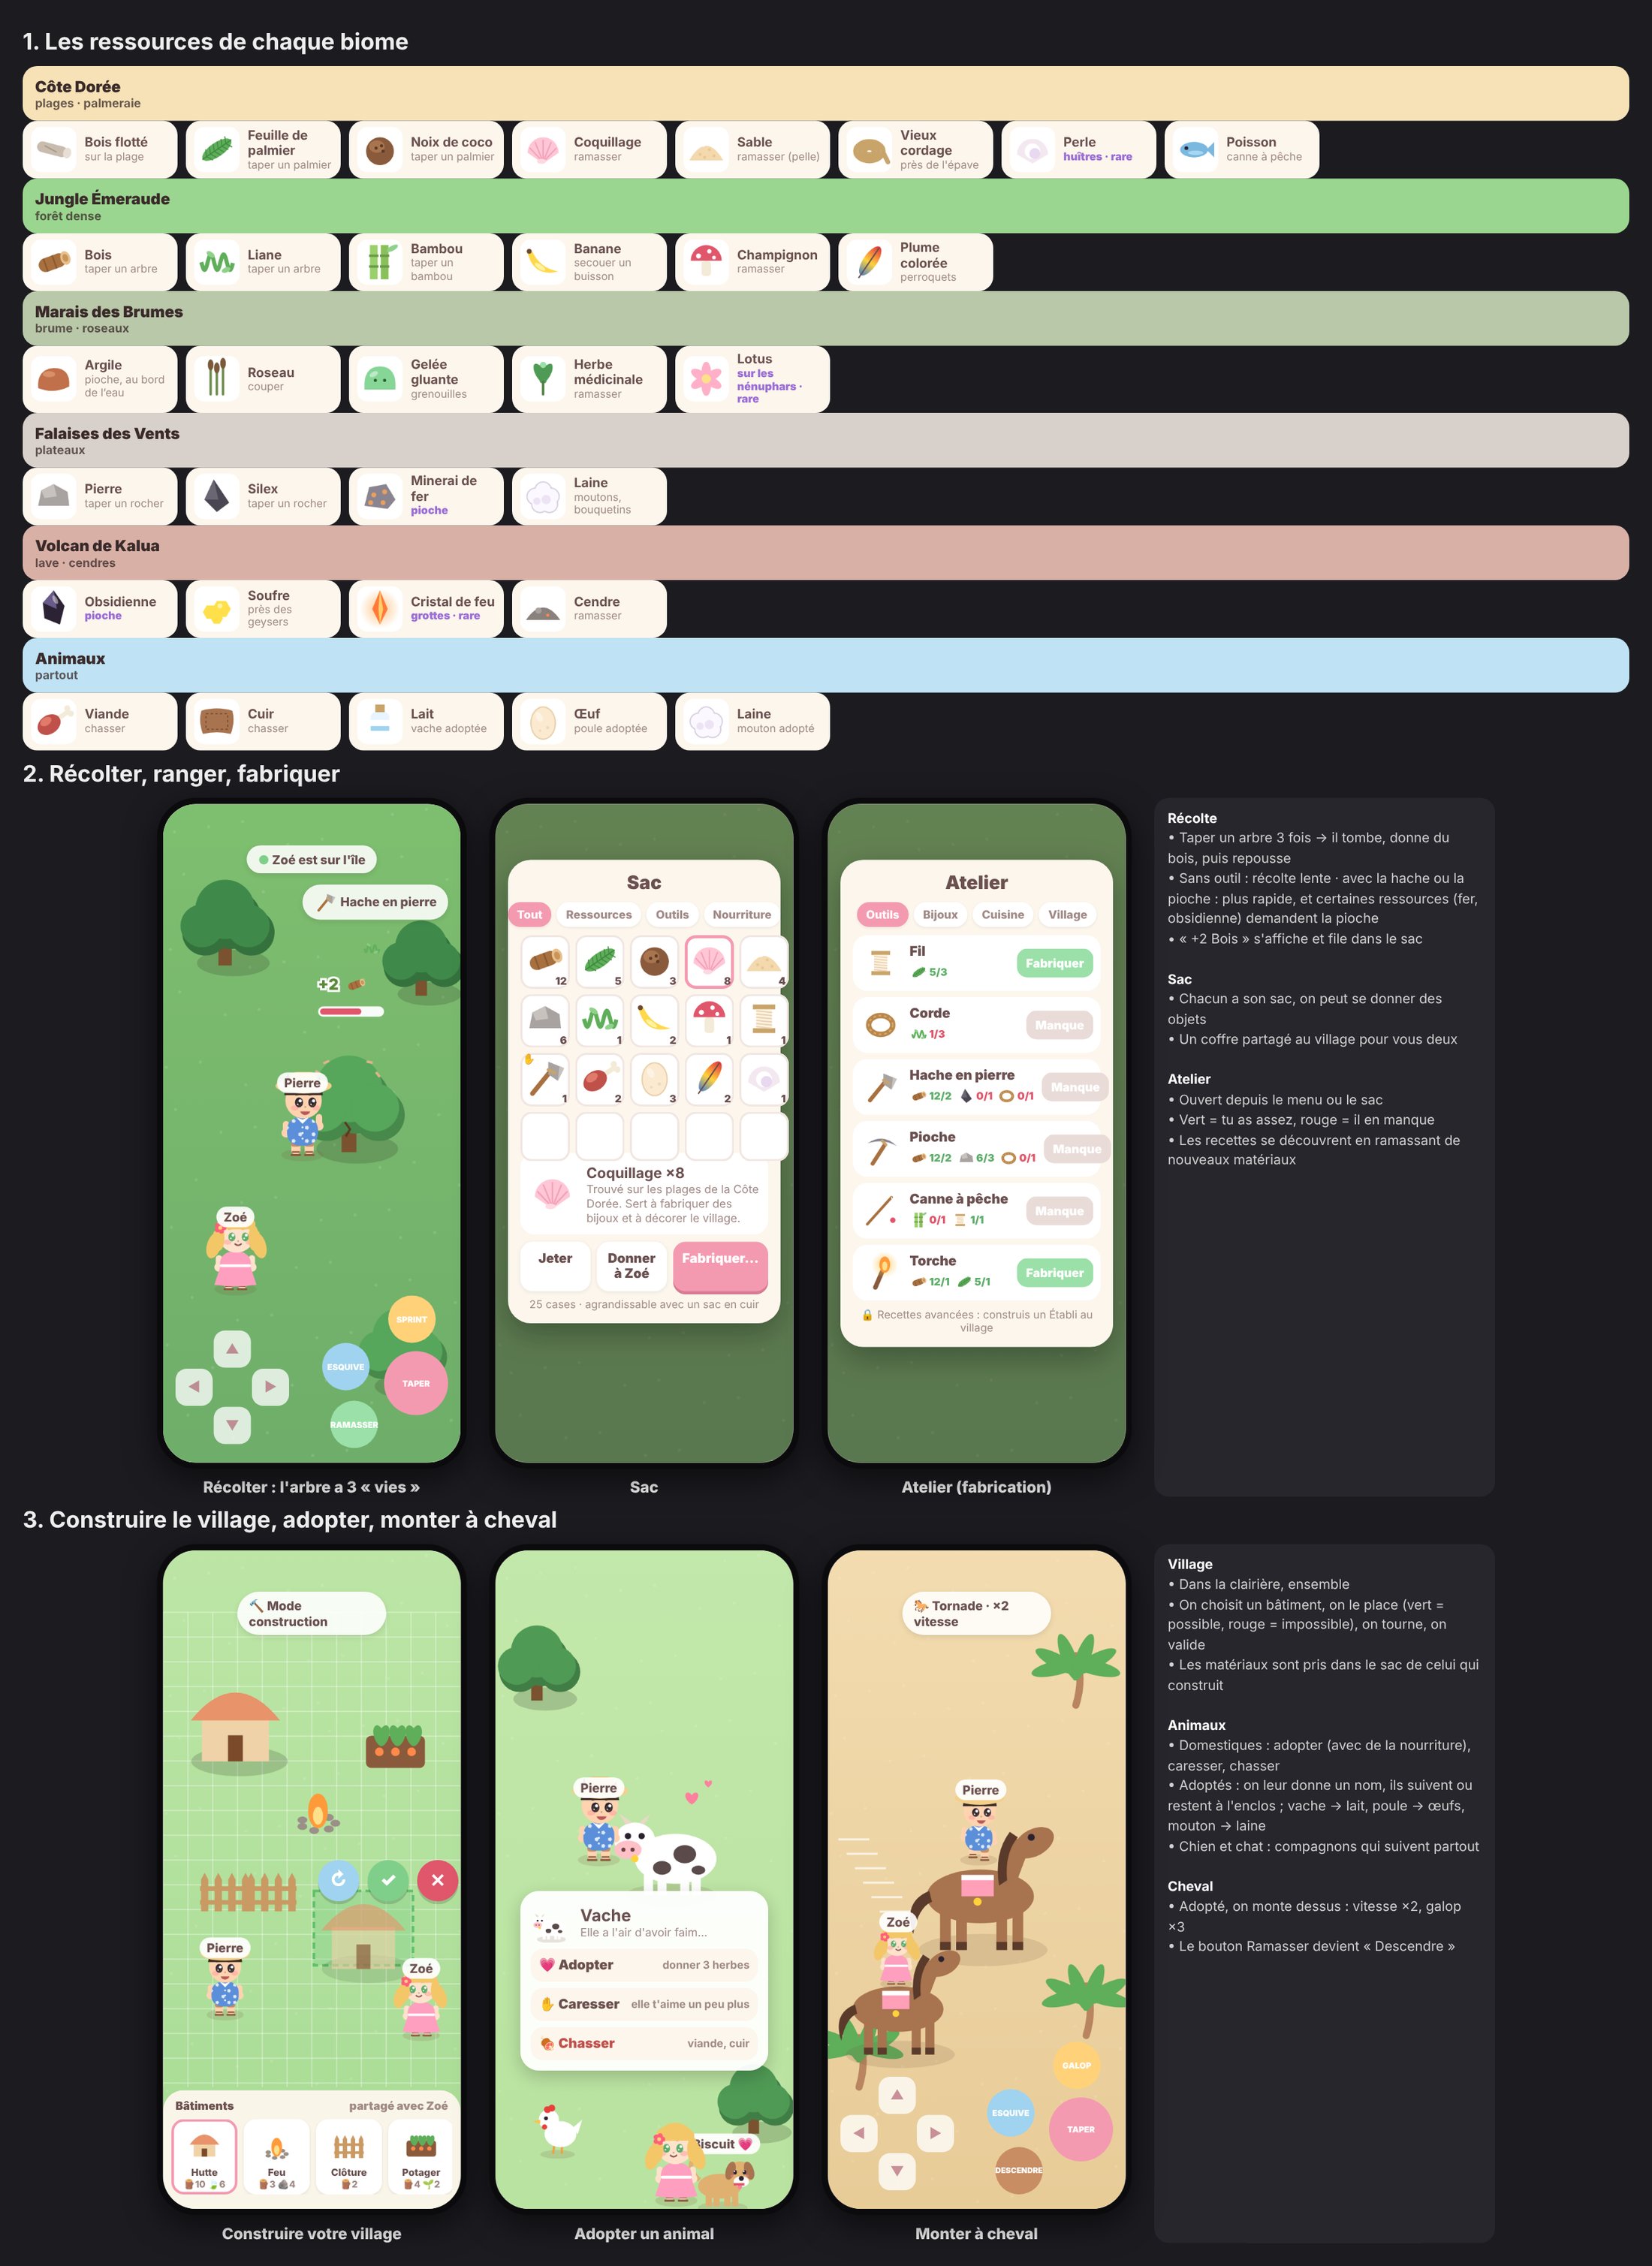 1. Les ressources de chaque biome
Côte Dorée
plages · palmeraie
Bois flotté
sur la plage
Feuille de
palmier
taper un palmier
Noix de coco
taper un palmier
Coquillage
ramasser
Sable
ramasser (pelle)
Vieux
cordage
près de l'épave
Perle
huîtres · rare
Poisson
canne à pêche
Jungle Émeraude
forêt dense
Bois
taper un arbre
Liane
taper un arbre
Bambou
taper un
bambou
Banane
secouer un
buisson
Champignon
ramasser
Plume
colorée
perroquets
Marais des Brumes
brume · roseaux
Argile
pioche, au bord
de l'eau
Roseau
couper
Gelée
gluante
grenouilles
Herbe
médicinale
ramasser
Lotus
sur les
nénuphars ·
rare
Falaises des Vents
plateaux
Pierre
taper un rocher
Silex
taper un rocher
Minerai de
fer
pioche
Laine
moutons,
bouquetins
Volcan de Kalua
lave · cendres
Obsidienne
pioche
Soufre
près des
geysers
Cristal de feu
grottes · rare
Cendre
ramasser
Animaux
partout
Viande
chasser
Cuir
chasser
Lait
vache adoptée
Œuf
poule adoptée
Laine
mouton adopté
2. Récolter, ranger, fabriquer
Zoé est sur l'île
Hache en pierre
+2
Pierre
Zoé
SPRINT
ESQUIVE
TAPER
RAMASSER
Récolter : l'arbre a 3 « vies »
Sac
Tout
Ressources
Outils
Nourriture
12
5
3
8
4
6
1
2
1
1
1
2
3
2
1
Coquillage ×8
Trouvé sur les plages de la Côte
Dorée. Sert à fabriquer des
bijoux et à décorer le village.
Jeter
Donner
à Zoé
Fabriquer...
25 cases · agrandissable avec un sac en cuir
Sac
Atelier
Outils
Bijoux
Cuisine
Village
Fil
5/3
Fabriquer
Corde
1/3
Manque
Hache en pierre
12/2 0/1 0/1
Manque
Pioche
12/2 6/3 0/1
Manque
Canne à pêche
0/1 1/1
Manque
Torche
12/1 5/1
Fabriquer
🔒 Recettes avancées : construis un Établi au
village
Atelier (fabrication)
Récolte
• Taper un arbre 3 fois → il tombe, donne du
bois, puis repousse
• Sans outil : récolte lente · avec la hache ou la
pioche : plus rapide, et certaines ressources (fer,
obsidienne) demandent la pioche
• « +2 Bois » s'affiche et file dans le sac
Sac
• Chacun a son sac, on peut se donner des
objets
• Un coffre partagé au village pour vous deux
Atelier
• Ouvert depuis le menu ou le sac
• Vert = tu as assez, rouge = il en manque
• Les recettes se découvrent en ramassant de
nouveaux matériaux
3. Construire le village, adopter, monter à cheval
🔨 Mode
construction
Pierre
Zoé
Bâtiments
partagé avec Zoé
Hutte
10 6
Feu
3 4
Clôture
2
Potager
4 2
Construire votre village
Pierre
Vache
Elle a l'air d'avoir faim...
💗 Adopter
donner 3 herbes
✋ Caresser
elle t'aime un peu plus
🍖 Chasser
viande, cuir
Biscuit 💗
Adopter un animal
🐎 Tornade · ×2
vitesse
Pierre
Zoé
GALOP
ESQUIVE
TAPER
DESCENDRE
Monter à cheval
Village
• Dans la clairière, ensemble
• On choisit un bâtiment, on le place (vert =
possible, rouge = impossible), on tourne, on
valide
• Les matériaux sont pris dans le sac de celui qui
construit
Animaux
• Domestiques : adopter (avec de la nourriture),
caresser, chasser
• Adoptés : on leur donne un nom, ils suivent ou
restent à l'enclos ; vache → lait, poule → œufs,
mouton → laine
• Chien et chat : compagnons qui suivent partout
Cheval
• Adopté, on monte dessus : vitesse ×2, galop
×3
• Le bouton Ramasser devient « Descendre »